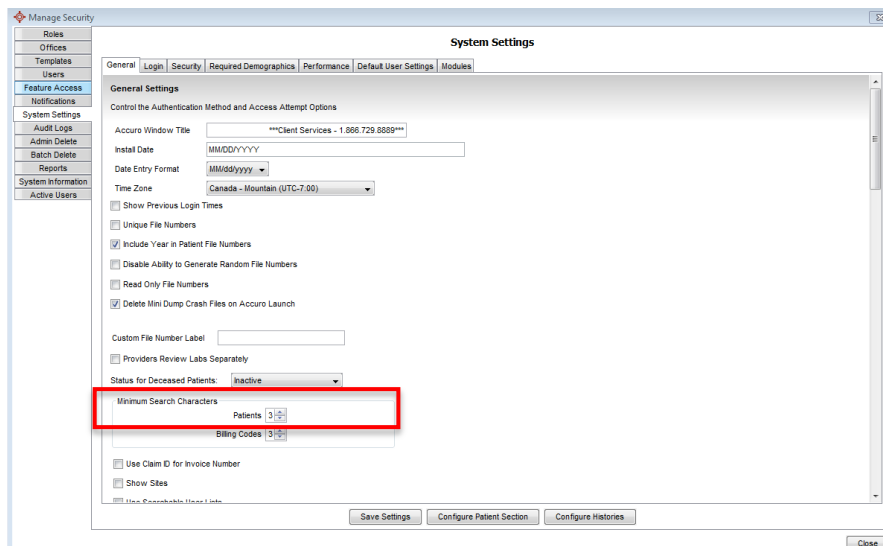 Manage Security
Roles
Offices
Templates
Users
Feature Access
Notifications
System Settings
Audit Logs
Admin Delete
Batch Delete
Reports
System Information
Active Users
System Settings
General Login Security Required Demographics Performance Default User Settings Modules
General Settings
Control the Authentication Method and Access Attempt Options
Accuro Window Title ***Client Services - 1.866.729.8889***
Install Date MM/DD/YYYY
Date Entry Format MM/dd/yyyy
Time Zone Canada - Mountain (UTC-7:00)
Show Previous Login Times
Unique File Numbers
Include Year in Patient File Numbers
Disable Ability to Generate Random File Numbers
Read Only File Numbers
Delete Mini Dump Crash Files on Accuro Launch
Custom File Number Label
Providers Review Labs Separately
Status for Deceased Patients: Inactive
Minimum Search Characters
Patients 3
Billing Codes 3
Use Claim ID for Invoice Number
Show Sites
Use Searchable User Lists
Save Settings Configure Patient Section Configure Histories
Close